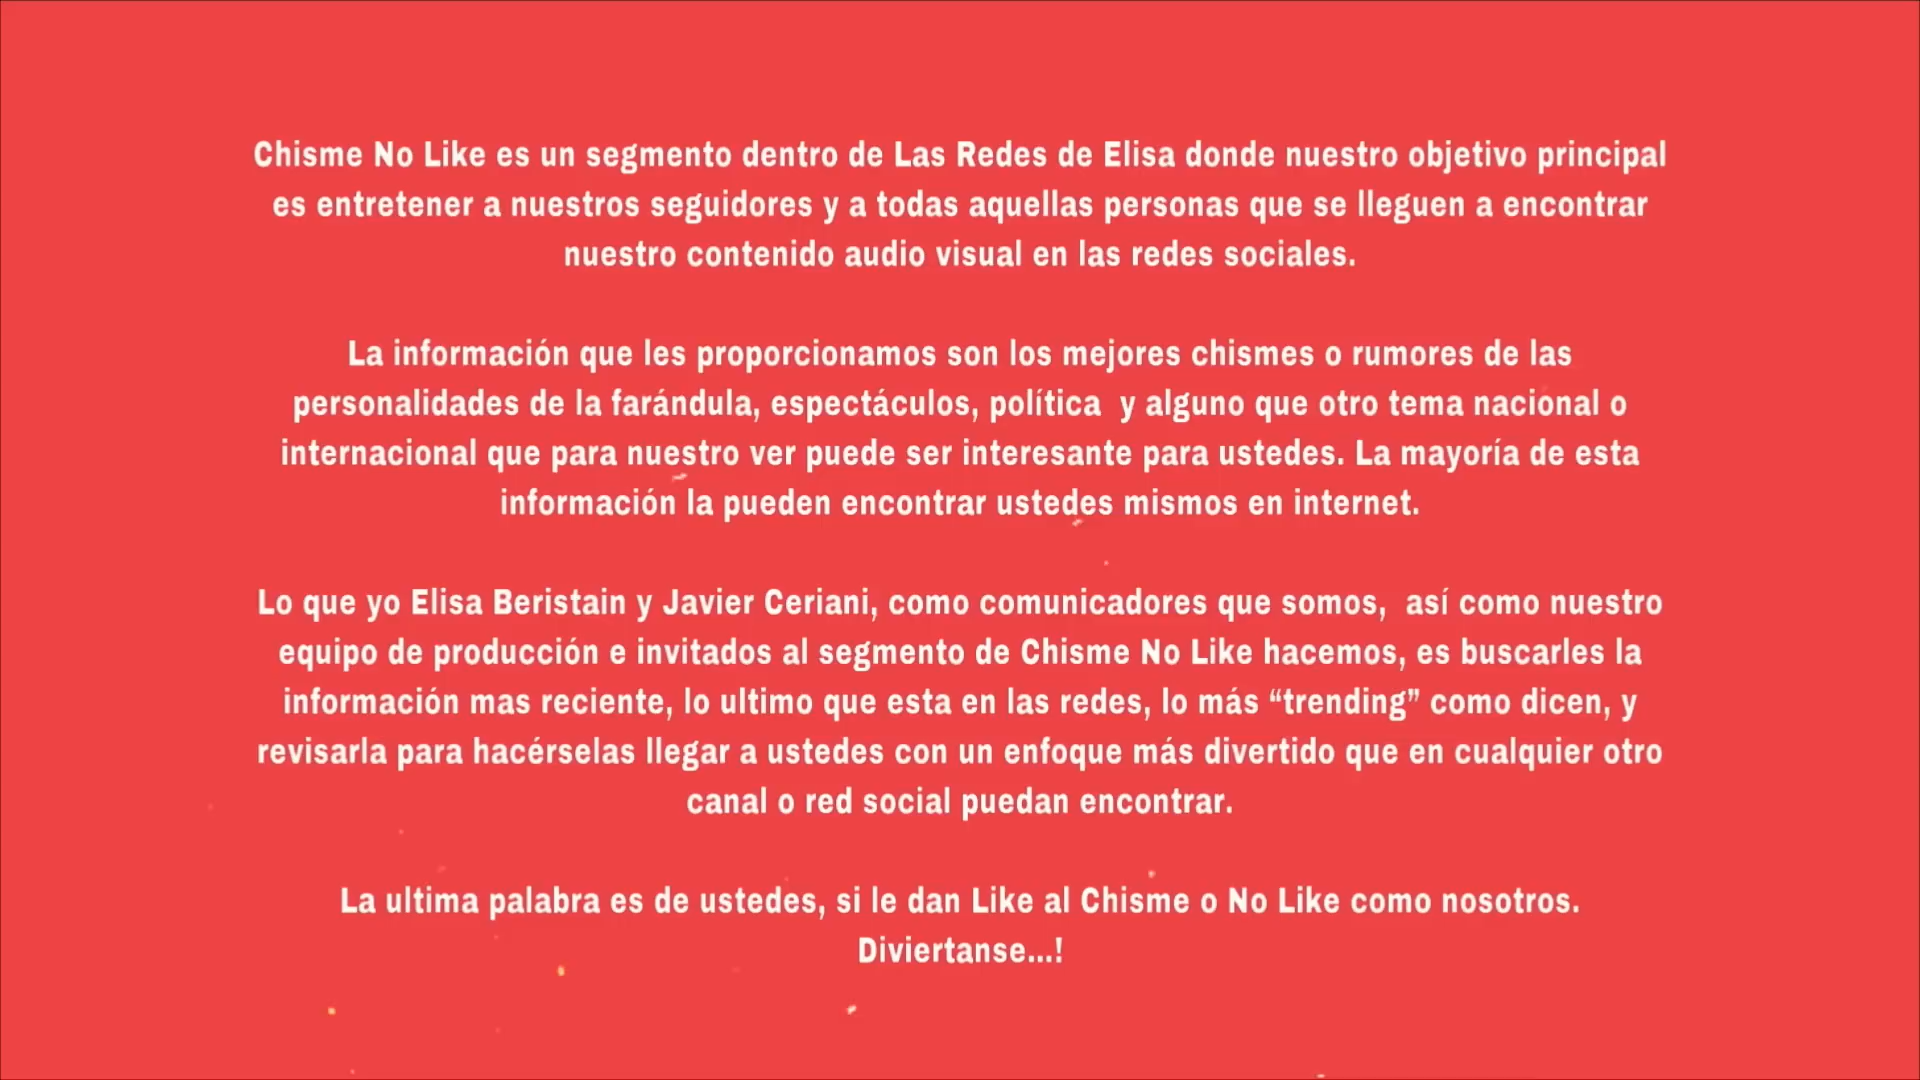 Chisme No Like es un segmento dentro de Las Redes de Elisa donde nuestro objetivo principal
es entretener a nuestros seguidores y a todas aquellas personas que se lleguen a encontrar
nuestro contenido audio visual en las redes sociales.
La información que les proporcionamos son los mejores chismes o rumores de las
personalidades de la farándula, espectáculos, política  y alguno que otro tema nacional o
internacional que para nuestro ver puede ser interesante para ustedes. La mayoría de esta
información la pueden encontrar ustedes mismos en internet.
Lo que yo Elisa Beristain y Javier Ceriani, como comunicadores que somos,  así como nuestro
equipo de producción e invitados al segmento de Chisme No Like hacemos, es buscarles la
información mas reciente, lo ultimo que esta en las redes, lo más “trending” como dicen, y
revisarla para hacérselas llegar a ustedes con un enfoque más divertido que en cualquier otro
canal o red social puedan encontrar.
La ultima palabra es de ustedes, si le dan Like al Chisme o No Like como nosotros.
Diviertanse...!